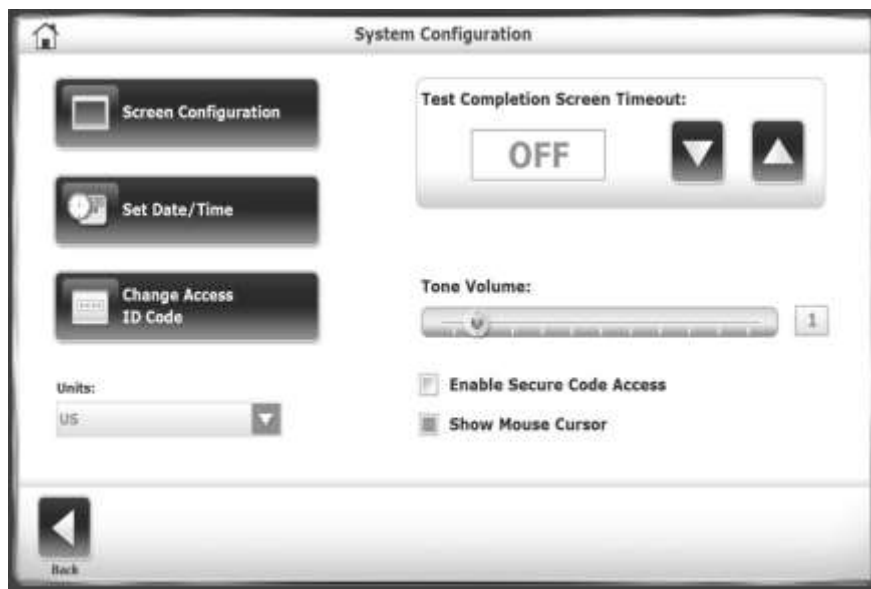 System Configuration
Screen Configuration
Set Date/Time
Change Access
ID Code
Units:
US
Test Completion Screen Timeout:
OFF
Tone Volume:
1
Enable Secure Code Access
Show Mouse Cursor
Back